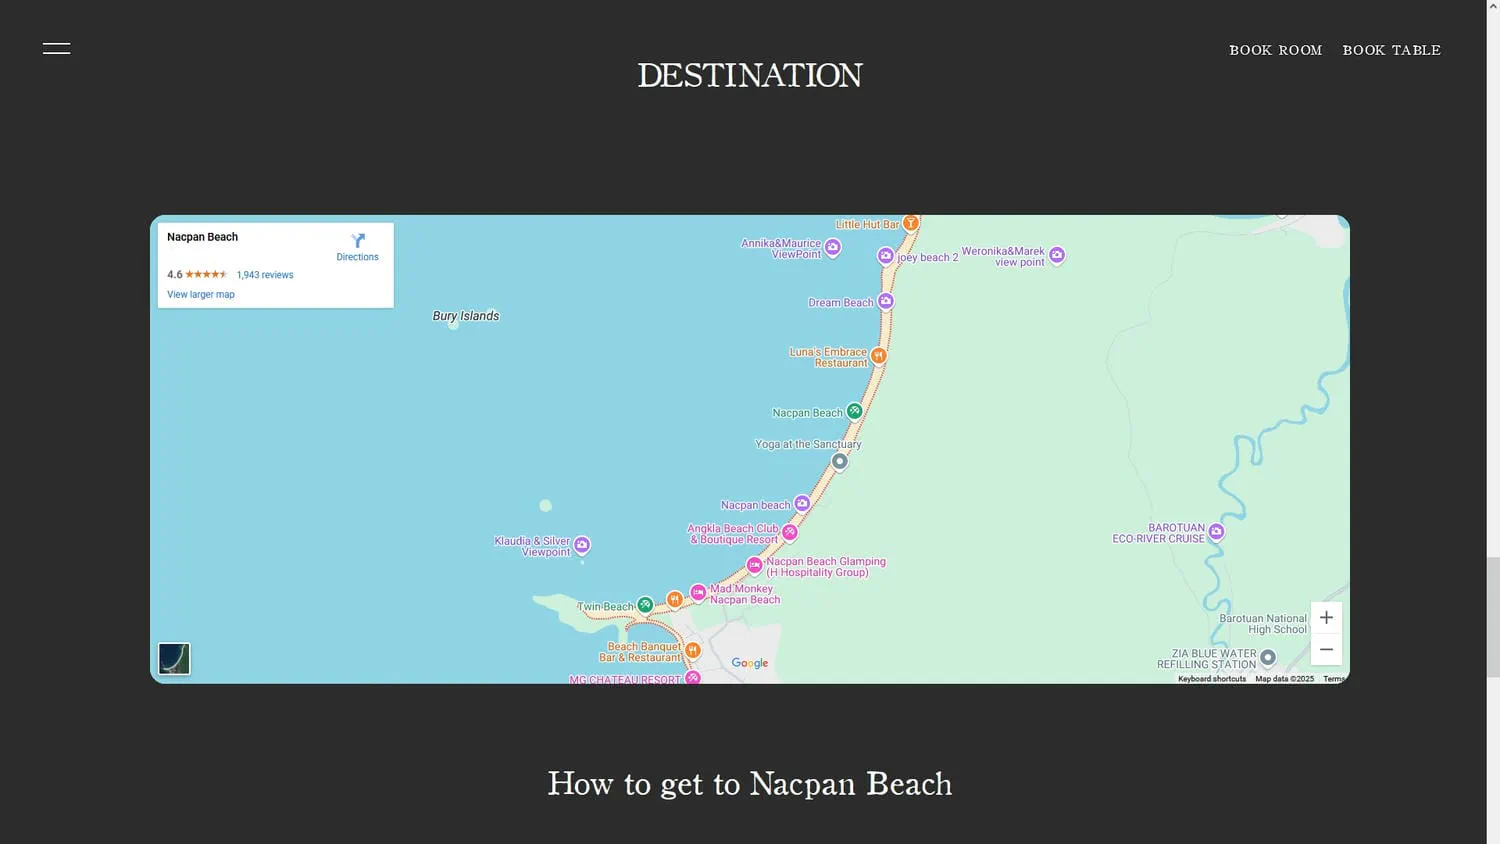 BOOK ROOM BOOK TABLE
DESTINATION
Nacpan Beach
Directions
4.6 1,943 reviews
View larger map
Little Hut Bar
Annika&Maurice
ViewPoint
joey beach 2
Weronika&Marek
view point
Dream Beach
Bury Islands
Luna's Embrace
Restaurant
Nacpan Beach
Yoga at the Sanctuary
Nacpan beach
Angkla Beach Club
& Boutique Resort
Klaudia & Silver
Viewpoint
BAROTUAN
ECO-RIVER CRUISE
Nacpan Beach Glamping
(H Hospitality Group)
Mad Monkey
Nacpan Beach
Twin Beach
Barotuan National
High School
Beach Banquet
Bar & Restaurant
Google
ZIA BLUE WATER
REFILLING STATION
MG CHATEAU RESORT
Keyboard shortcuts Map data ©2025 Terms
How to get to Nacpan Beach